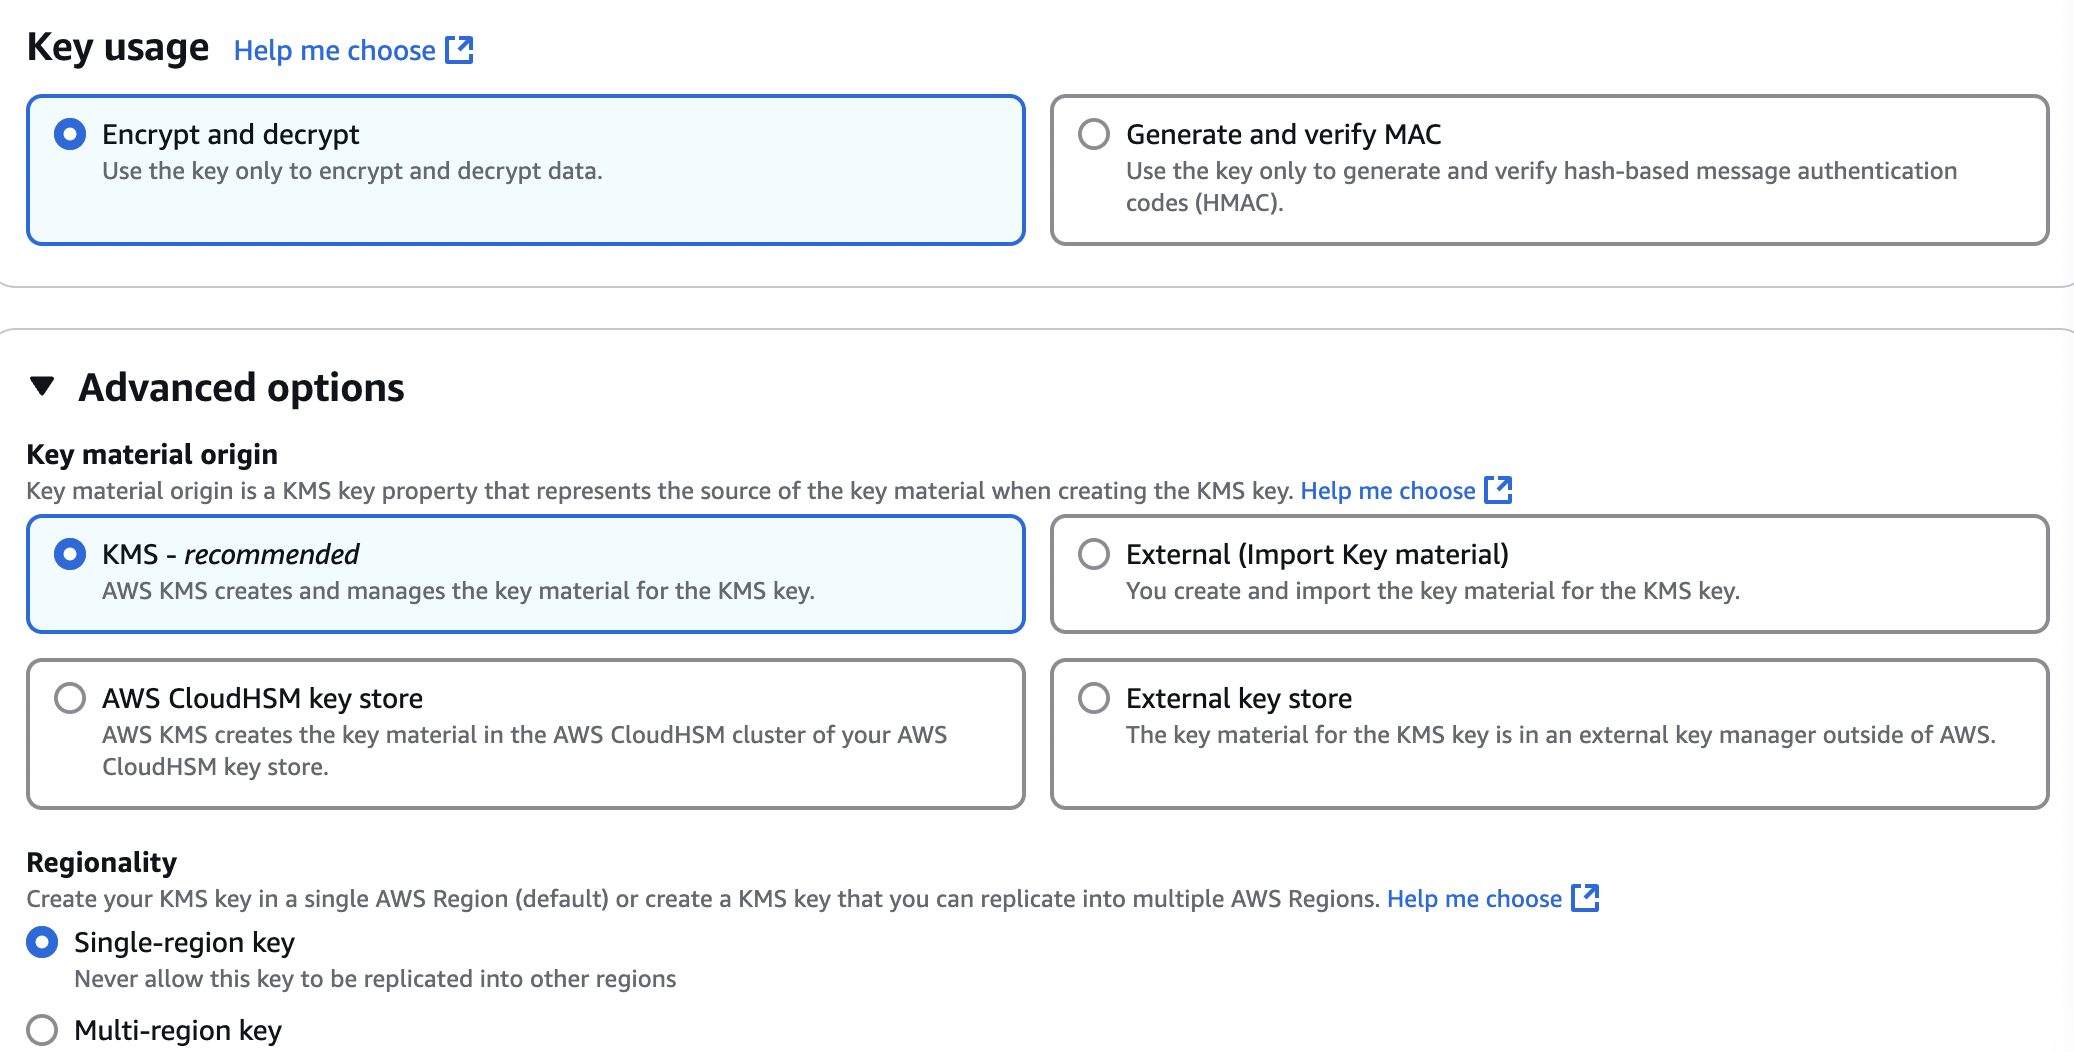 Key usage Help me choose
Encrypt and decrypt
Use the key only to encrypt and decrypt data.
Generate and verify MAC
Use the key only to generate and verify hash-based message authentication
codes (HMAC).
Advanced options
Key material origin
Key material origin is a KMS key property that represents the source of the key material when creating the KMS key. Help me choose
KMS - recommended
AWS KMS creates and manages the key material for the KMS key.
External (Import Key material)
You create and import the key material for the KMS key.
AWS CloudHSM key store
AWS KMS creates the key material in the AWS CloudHSM cluster of your AWS
CloudHSM key store.
External key store
The key material for the KMS key is in an external key manager outside of AWS.
Regionality
Create your KMS key in a single AWS Region (default) or create a KMS key that you can replicate into multiple AWS Regions. Help me choose
Single-region key
Never allow this key to be replicated into other regions
Multi-region key